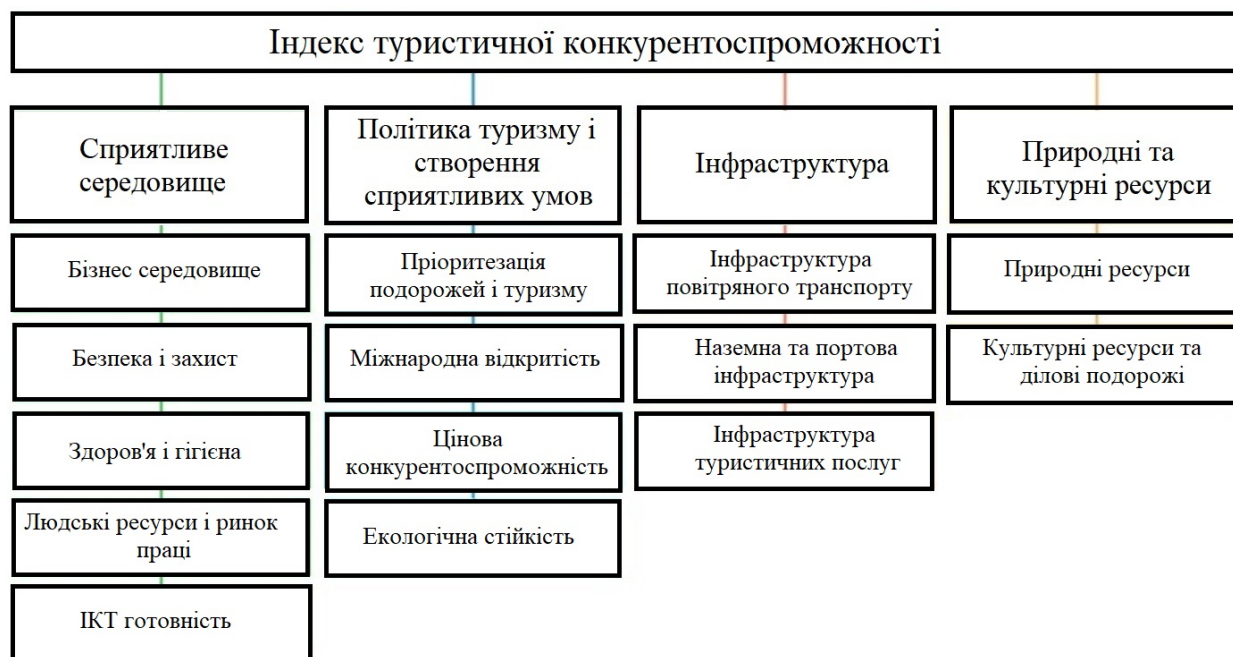 Індекс туристичної конкурентоспроможності
Сприятливе
середовище
Бізнес середовище
Безпека і захист
Здоров'я і гігієна
Людські ресурси і ринок
праці
ІКТ готовність
Політика туризму і
створення
сприятливих умов
Пріоритезація
подорожей і туризму
Міжнародна відкритість
Цінова
конкурентоспроможність
Екологічна стійкість
Інфраструктура
Інфраструктура
повітряного транспорту
Наземна та портова
інфраструктура
Інфраструктура
туристичних послуг
Природні та
культурні ресурси
Природні ресурси
Культурні ресурси та
ділові подорожі